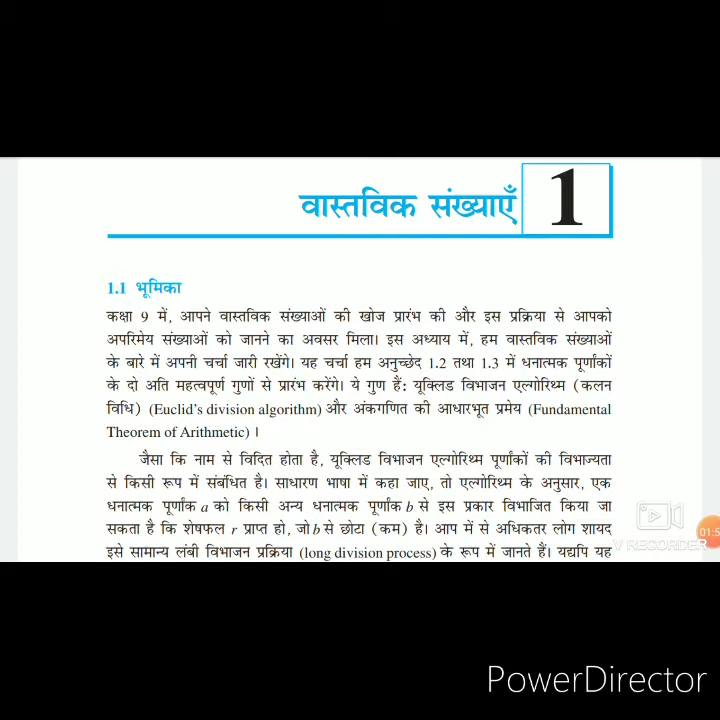 वास्तविक संख्याएँ 1
1.1 भूमिका
कक्षा 9 में, आपने वास्तविक संख्याओं की खोज प्रारंभ की और इस प्रक्रिया से आपको
अपरिमेय संख्याओं को जानने का अवसर मिला। इस अध्याय में, हम वास्तविक संख्याओं
के बारे में अपनी चर्चा जारी रखेंगे। यह चर्चा हम अनुच्छेद 1.2 तथा 1.3 में धनात्मक पूर्णांकों
के दो अति महत्वपूर्ण गुणों से प्रारंभ करेंगे। ये गुण हैं: यूक्लिड विभाजन एल्गोरिथ्म (कलन
विधि) (Euclid's division algorithm) और अंकगणित की आधारभूत प्रमेय (Fundamental
Theorem of Arithmetic) ।
जैसा कि नाम से विदित होता है, यूक्लिड विभाजन एल्गोरिथ्म पूर्णांकों की विभाज्यता
से किसी रूप में संबंधित है। साधारण भाषा में कहा जाए, तो एल्गोरिथ्म के अनुसार, एक
धनात्मक पूर्णांक a को किसी अन्य धनात्मक पूर्णांक b से इस प्रकार विभाजित किया जा
सकता है कि शेषफल r प्राप्त हो, जो b से छोटा (कम) है। आप में से अधिकतर लोग शायद
इसे सामान्य लंबी विभाजन प्रक्रिया (long division process) के रूप में जानते हैं। यद्यपि यह
V RECORDER
01:5
PowerDirector